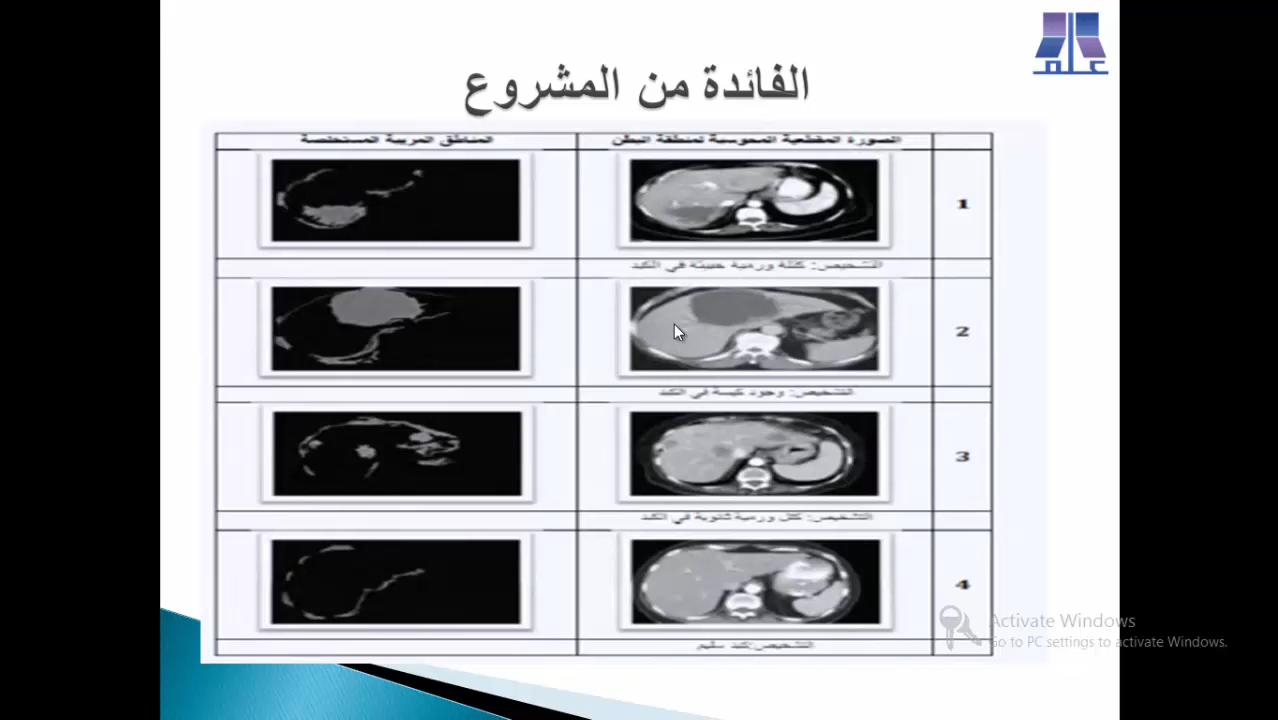 علم
الفائدة من المشروع
الصورة المقطعية المحوسبة لمنطقة البطن
المناطق المريبة المستخلصة
1
التشخيص: كتلة ورمية خبيثة في الكبد
2
التشخيص: وجود كيسة في الكبد
3
التشخيص: كتل ورمية ثانوية في الكبد
4
التشخيص: كبد سليم
Activate Windows
Go to PC settings to activate Windows.